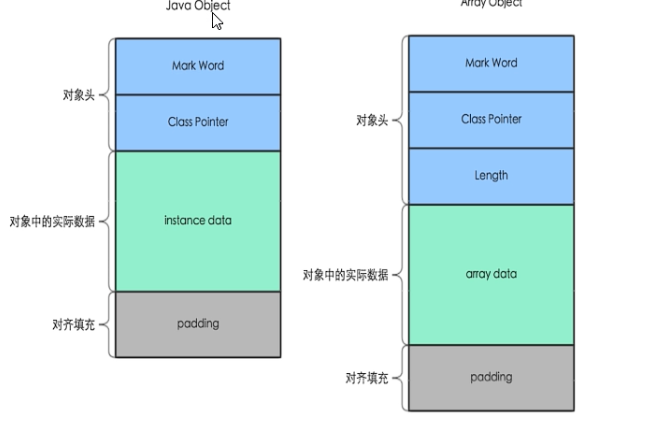 Java Object
Mark Word
对象头
Class Pointer
对象中的实际数据
instance data
对齐填充
padding
Array Object
Mark Word
对象头
Class Pointer
Length
对象中的实际数据
array data
对齐填充
padding